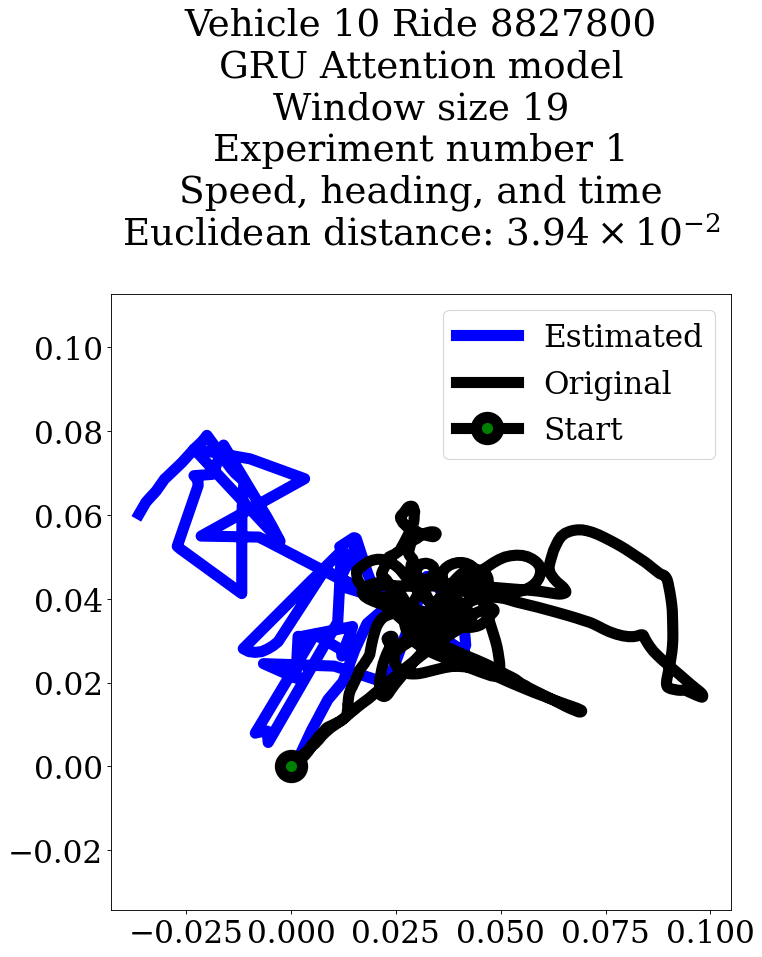 Vehicle 10 Ride 8827800
GRU Attention model
Window size 19
Experiment number 1
Speed, heading, and time
Euclidean distance: 3.94 × 10⁻²
Estimated
Original
Start
0.10
0.08
0.06
0.04
0.02
0.00
−0.02
−0.025 0.000 0.025 0.050 0.075 0.100